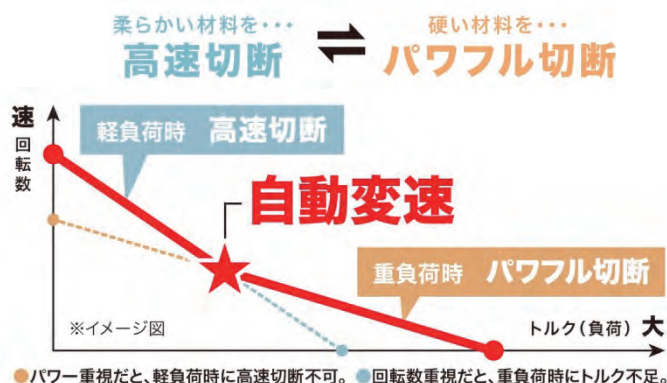 柔らかい材料を･･･
高速切断
⇌
硬い材料を･･･
パワフル切断
速
回転数
軽負荷時 高速切断
自動変速
重負荷時 パワフル切断
※イメージ図
トルク(負荷) 大
●パワー重視だと、軽負荷時に高速切断不可。 ●回転数重視だと、重負荷時にトルク不足。